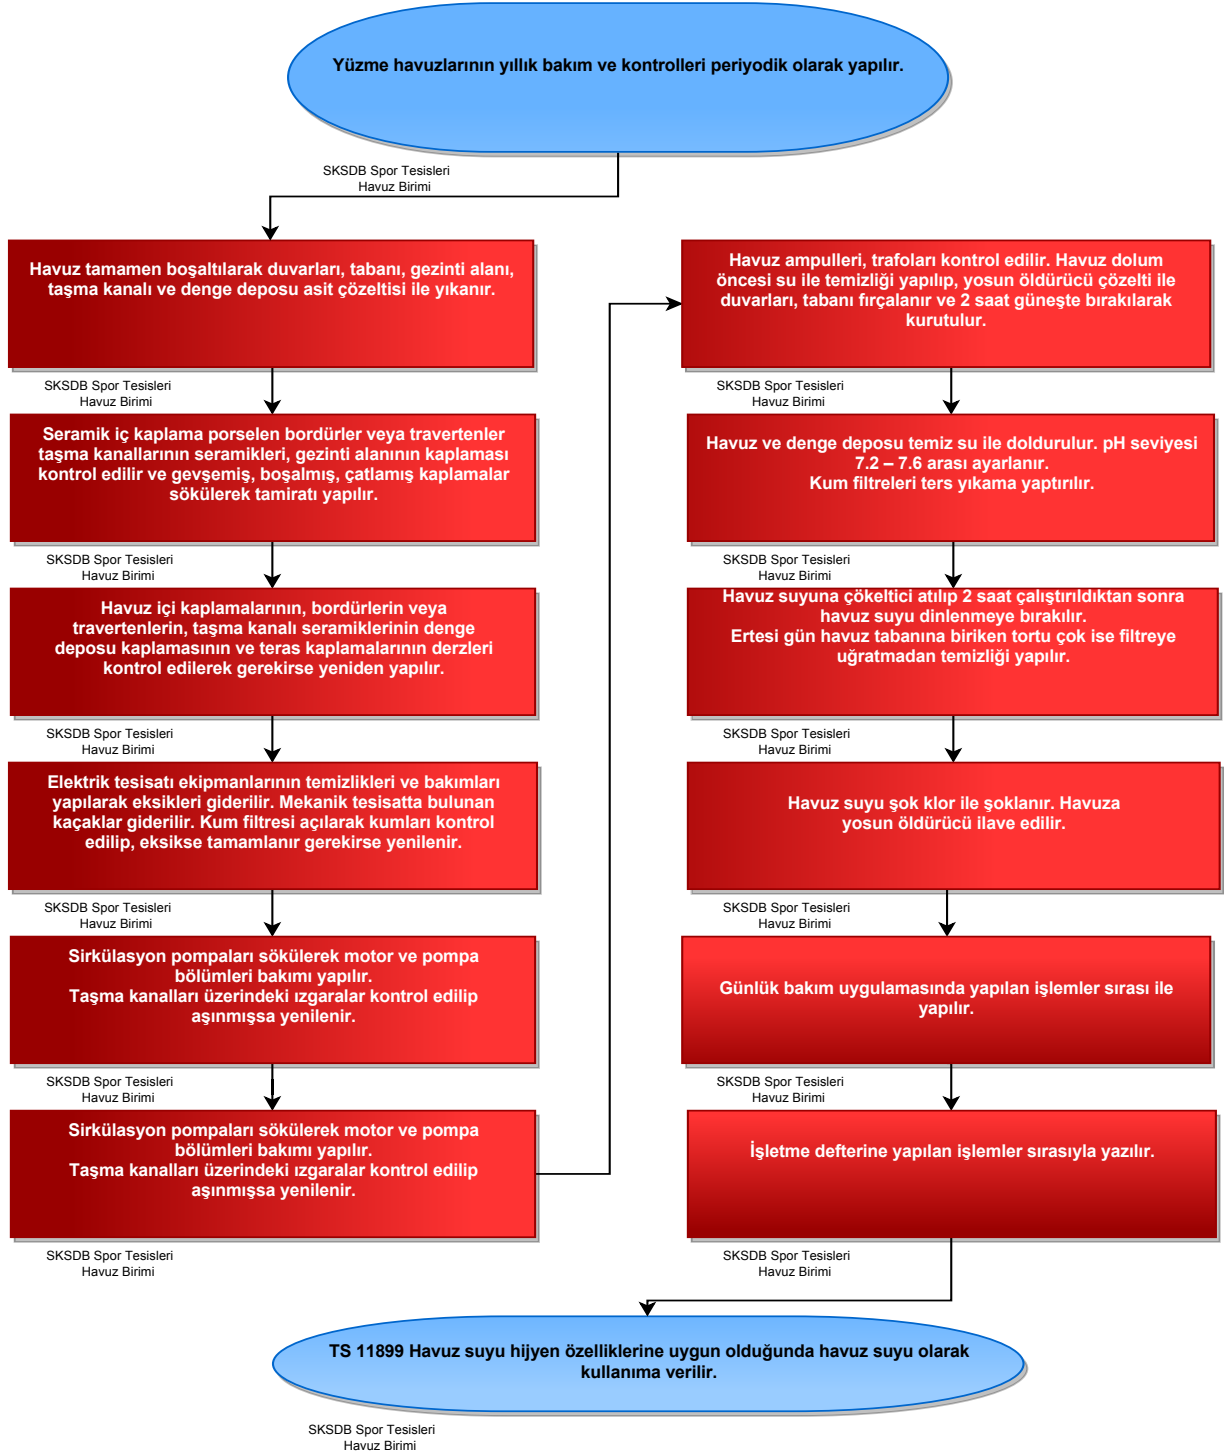 Yüzme havuzlarının yıllık bakım ve kontrolleri periyodik olarak yapılır.
SKSDB Spor Tesisleri
Havuz Birimi
Havuz tamamen boşaltılarak duvarları, tabanı, gezinti alanı,
taşma kanalı ve denge deposu asit çözeltisi ile yıkanır.
SKSDB Spor Tesisleri
Havuz Birimi
Seramik iç kaplama porselen bordürler veya travertenler
taşma kanallarının seramikleri, gezinti alanının kaplaması
kontrol edilir ve gevşemiş, boşalmış, çatlamış kaplamalar
sökülerek tamiratı yapılır.
SKSDB Spor Tesisleri
Havuz Birimi
Havuz içi kaplamalarının, bordürlerin veya
travertenlerin, taşma kanalı seramiklerinin denge
deposu kaplamasının ve teras kaplamalarının derzleri
kontrol edilerek gerekirse yeniden yapılır.
SKSDB Spor Tesisleri
Havuz Birimi
Elektrik tesisatı ekipmanlarının temizlikleri ve bakımları
yapılarak eksikleri giderilir. Mekanik tesisatta bulunan
kaçaklar giderilir. Kum filtresi açılarak kumları kontrol
edilip, eksikse tamamlanır gerekirse yenilenir.
SKSDB Spor Tesisleri
Havuz Birimi
Sirkülasyon pompaları sökülerek motor ve pompa
bölümleri bakımı yapılır.
Taşma kanalları üzerindeki ızgaralar kontrol edilip
aşınmışsa yenilenir.
SKSDB Spor Tesisleri
Havuz Birimi
Sirkülasyon pompaları sökülerek motor ve pompa
bölümleri bakımı yapılır.
Taşma kanalları üzerindeki ızgaralar kontrol edilip
aşınmışsa yenilenir.
SKSDB Spor Tesisleri
Havuz Birimi
Havuz ampulleri, trafoları kontrol edilir. Havuz dolum
öncesi su ile temizliği yapılıp, yosun öldürücü çözelti ile
duvarları, tabanı fırçalanır ve 2 saat güneşte bırakılarak
kurutulur.
SKSDB Spor Tesisleri
Havuz Birimi
Havuz ve denge deposu temiz su ile doldurulur. pH seviyesi
7.2 – 7.6 arası ayarlanır.
Kum filtreleri ters yıkama yaptırılır.
SKSDB Spor Tesisleri
Havuz Birimi
Havuz suyuna çökeltici atılıp 2 saat çalıştırıldıktan sonra
havuz suyu dinlenmeye bırakılır.
Ertesi gün havuz tabanına biriken tortu çok ise filtreye
uğratmadan temizliği yapılır.
SKSDB Spor Tesisleri
Havuz Birimi
Havuz suyu şok klor ile şoklanır. Havuza
yosun öldürücü ilave edilir.
SKSDB Spor Tesisleri
Havuz Birimi
Günlük bakım uygulamasında yapılan işlemler sırası ile
yapılır.
SKSDB Spor Tesisleri
Havuz Birimi
İşletme defterine yapılan işlemler sırasıyla yazılır.
SKSDB Spor Tesisleri
Havuz Birimi
TS 11899 Havuz suyu hijyen özelliklerine uygun olduğunda havuz suyu olarak
kullanıma verilir.
SKSDB Spor Tesisleri
Havuz Birimi